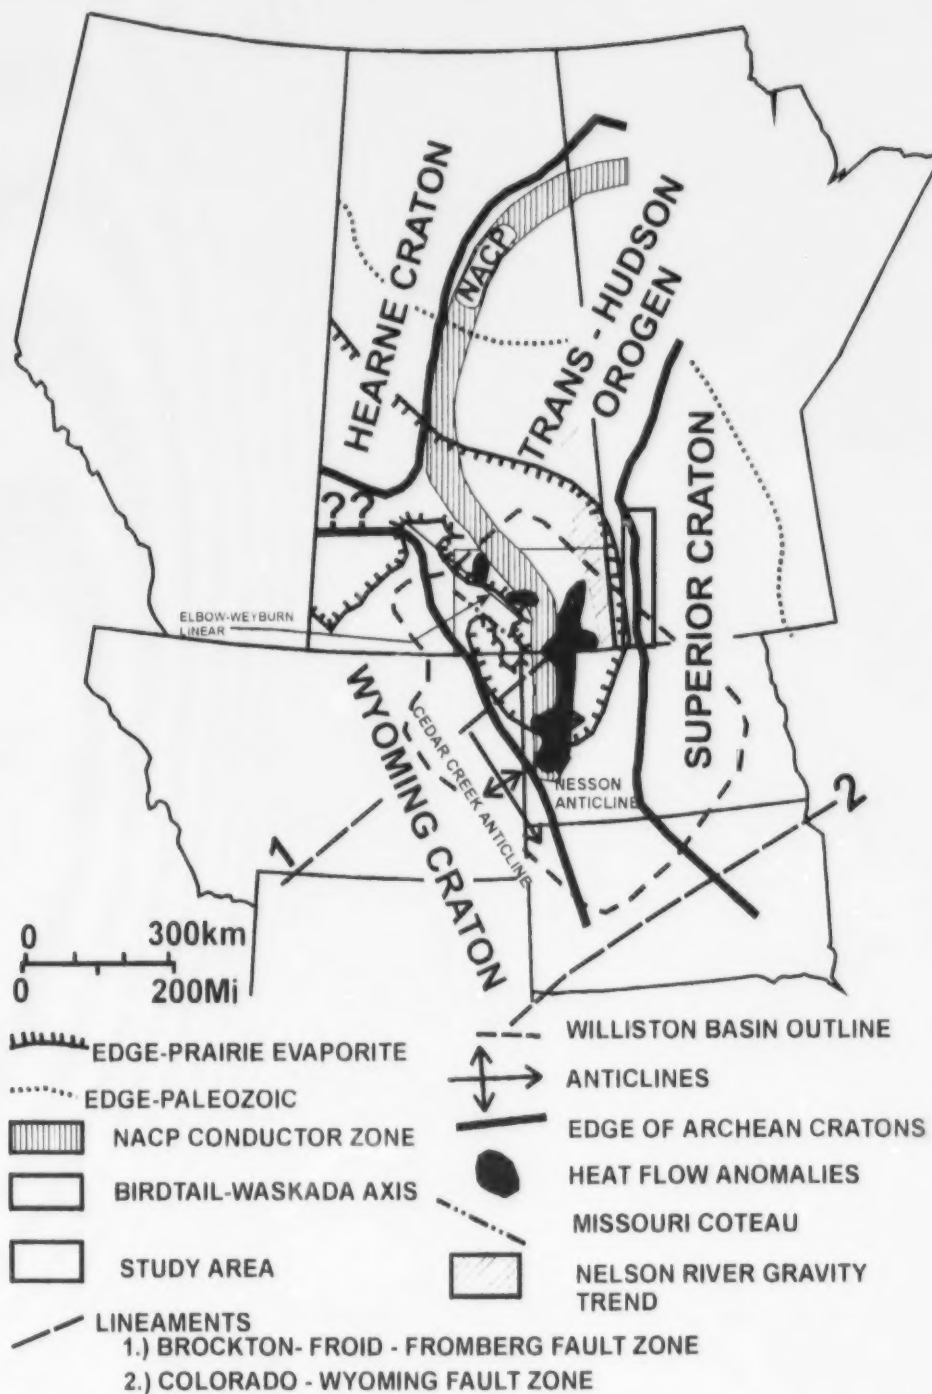 HEARNE CRATON
NACP
TRANS - HUDSON
OROGEN
SUPERIOR CRATON
??
ELBOW-WEYBURN
LINEAR
WYOMING CRATON
CEDAR CREEK ANTICLINE
NESSON
ANTICLINE
1
2
0 300km
0 200Mi
EDGE-PRAIRIE EVAPORITE
EDGE-PALEOZOIC
NACP CONDUCTOR ZONE
BIRDTAIL-WASKADA AXIS
STUDY AREA
LINEAMENTS
1.) BROCKTON- FROID - FROMBERG FAULT ZONE
2.) COLORADO - WYOMING FAULT ZONE
WILLISTON BASIN OUTLINE
ANTICLINES
EDGE OF ARCHEAN CRATONS
HEAT FLOW ANOMALIES
MISSOURI COTEAU
NELSON RIVER GRAVITY
TREND